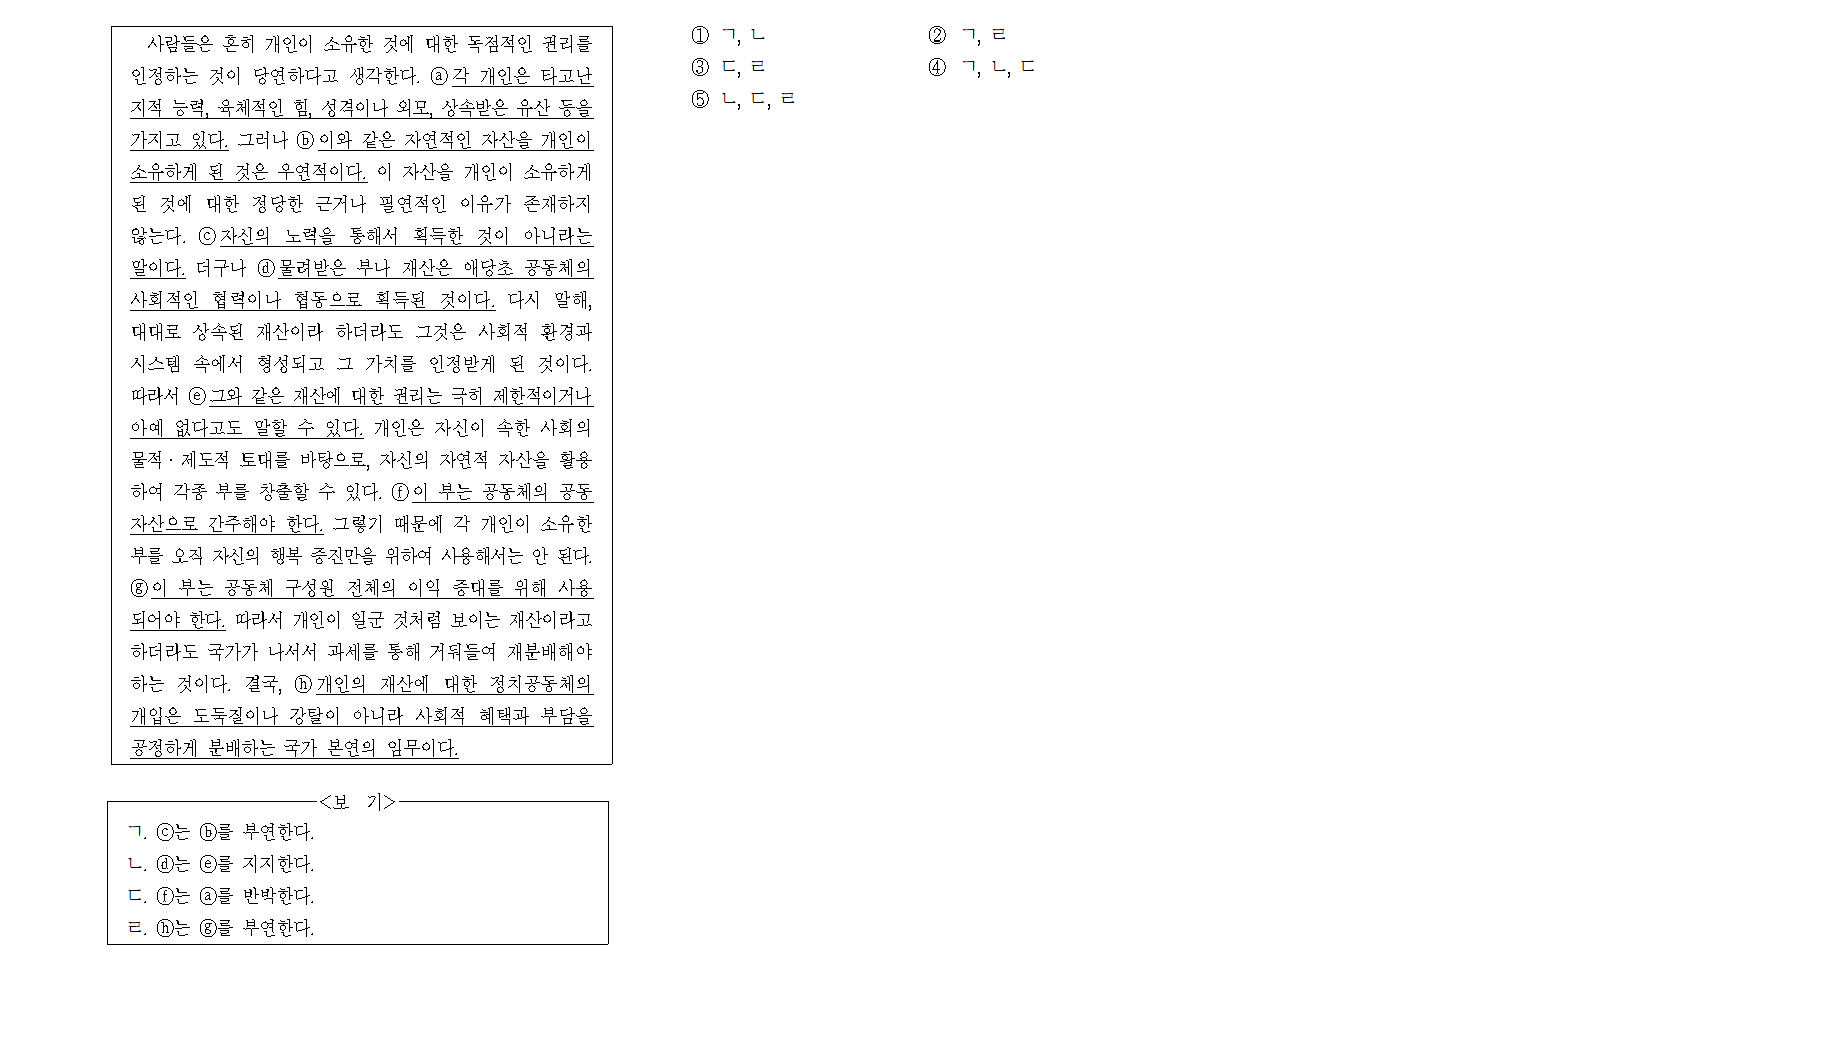 사람들은 흔히 개인이 소유한 것에 대한 독점적인 권리를
인정하는 것이 당연하다고 생각한다. ⓐ각 개인은 타고난
지적 능력, 육체적인 힘, 성격이나 외모, 상속받은 유산 등을
가지고 있다. 그러나 ⓑ이와 같은 자연적인 자산을 개인이
소유하게 된 것은 우연적이다. 이 자산을 개인이 소유하게
된 것에 대한 정당한 근거나 필연적인 이유가 존재하지
않는다. ⓒ자신의 노력을 통해서 획득한 것이 아니라는
말이다. 더구나 ⓓ물려받은 부나 재산은 애당초 공동체의
사회적인 협력이나 협동으로 획득된 것이다. 다시 말해,
대대로 상속된 재산이라 하더라도 그것은 사회적 환경과
시스템 속에서 형성되고 그 가치를 인정받게 된 것이다.
따라서 ⓔ그와 같은 재산에 대한 권리는 극히 제한적이거나
아예 없다고도 말할 수 있다. 개인은 자신이 속한 사회의
물적·제도적 토대를 바탕으로, 자신의 자연적 자산을 활용
하여 각종 부를 창출할 수 있다. ⓕ이 부는 공동체의 공동
자산으로 간주해야 한다. 그렇기 때문에 각 개인이 소유한
부를 오직 자신의 행복 증진만을 위하여 사용해서는 안 된다.
ⓖ이 부는 공동체 구성원 전체의 이익 증대를 위해 사용
되어야 한다. 따라서 개인이 일군 것처럼 보이는 재산이라고
하더라도 국가가 나서서 과세를 통해 거둬들여 재분배해야
하는 것이다. 결국, ⓗ개인의 재산에 대한 정치공동체의
개입은 도둑질이나 강탈이 아니라 사회적 혜택과 부담을
공정하게 분배하는 국가 본연의 임무이다.
<보 기>
ㄱ. ⓒ는 ⓑ를 부연한다.
ㄴ. ⓓ는 ⓔ를 지지한다.
ㄷ. ⓕ는 ⓐ를 반박한다.
ㄹ. ⓗ는 ⓖ를 부연한다.
① ㄱ, ㄴ ② ㄱ, ㄹ
③ ㄷ, ㄹ ④ ㄱ, ㄴ, ㄷ
⑤ ㄴ, ㄷ, ㄹ